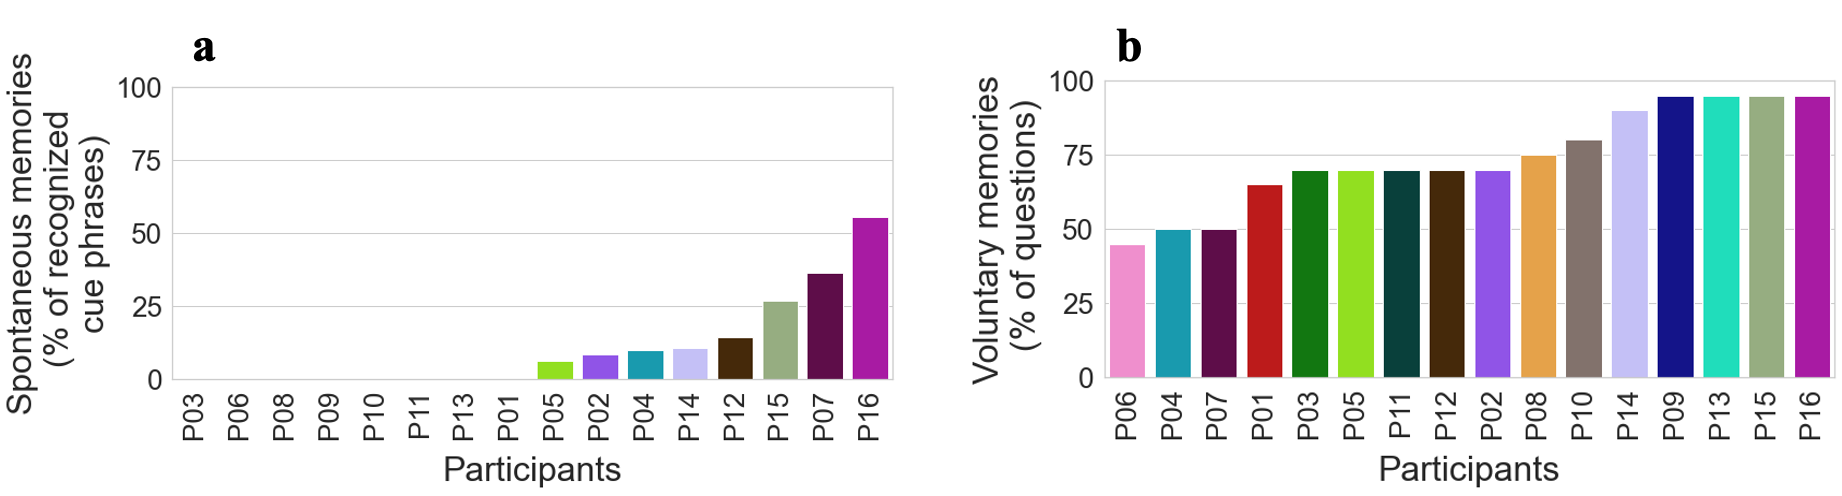 a
Spontaneous memories
(% of recognized
cue phrases)
100
75
50
25
0
P03 P06 P08 P09 P10 P11 P13 P01 P05 P02 P04 P14 P12 P15 P07 P16
Participants
b
Voluntary memories
(% of questions)
100
75
50
25
0
P06 P04 P07 P01 P03 P05 P11 P12 P02 P08 P10 P14 P09 P13 P15 P16
Participants